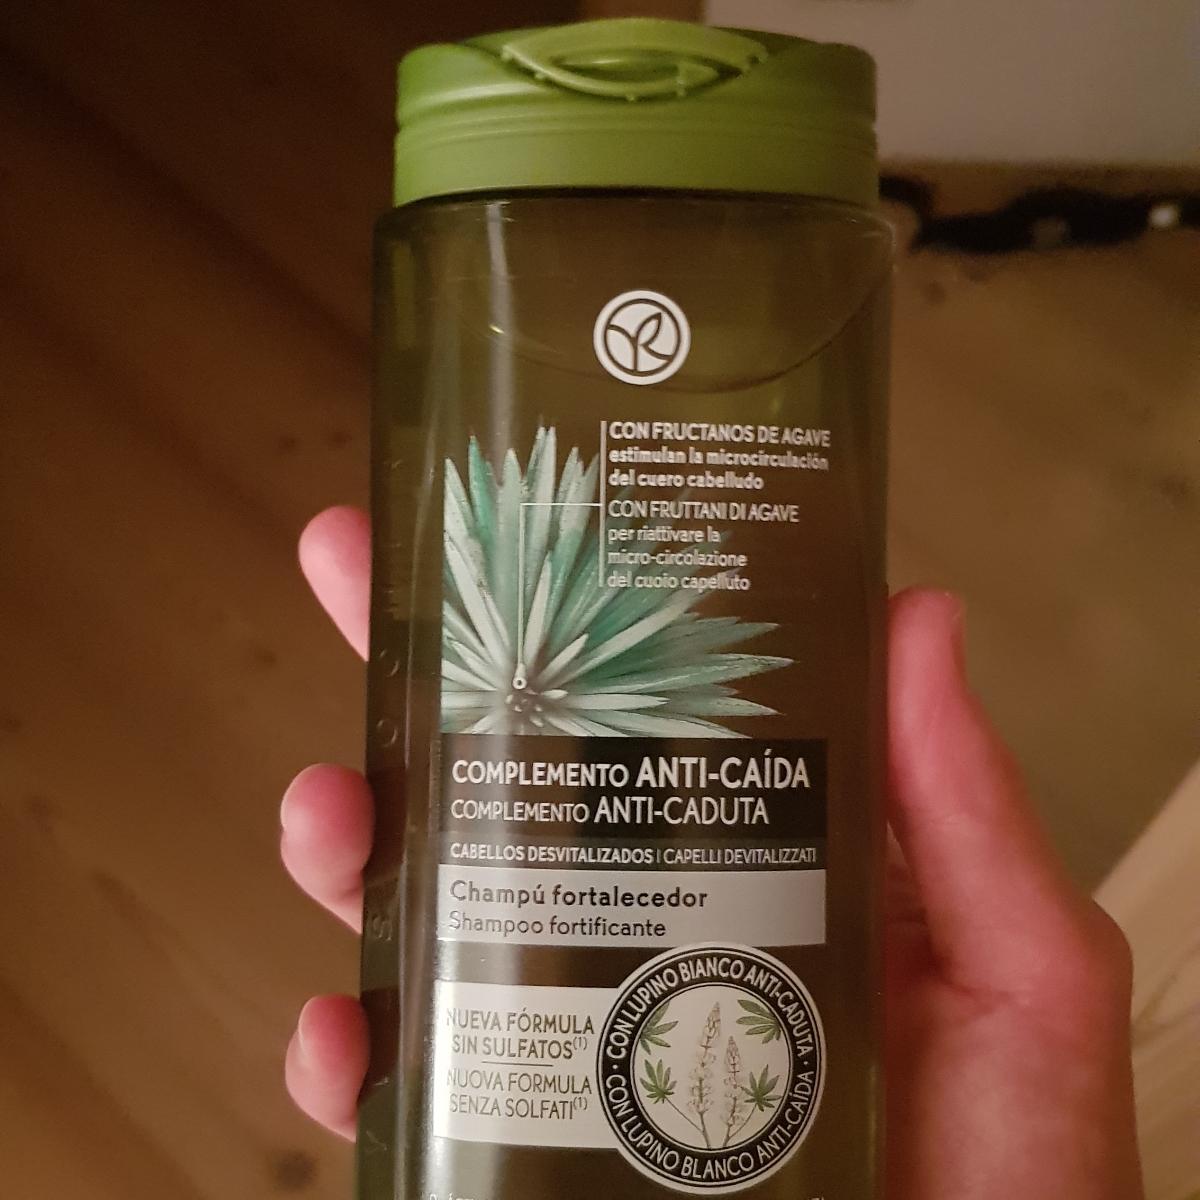 YR
CON FRUCTANOS DE AGAVE
estimulan la microcirculación
del cuero cabelludo
CON FRUTTANI DI AGAVE
per riattivare la
micro-circolazione
del cuoio capelluto
COMPLEMENTO ANTI-CAÍDA
COMPLEMENTO ANTI-CADUTA
CABELLOS DESVITALIZADOS | CAPELLI DEVITALIZZATI
Champú fortalecedor
Shampoo fortificante
NUEVA FÓRMULA
SIN SULFATOS(1)
NUOVA FORMULA
SENZA SOLFATI(1)
CON LUPINO BIANCO ANTI-CADUTA ·
CON LUPINO BLANCO ANTI-CAÍDA ·